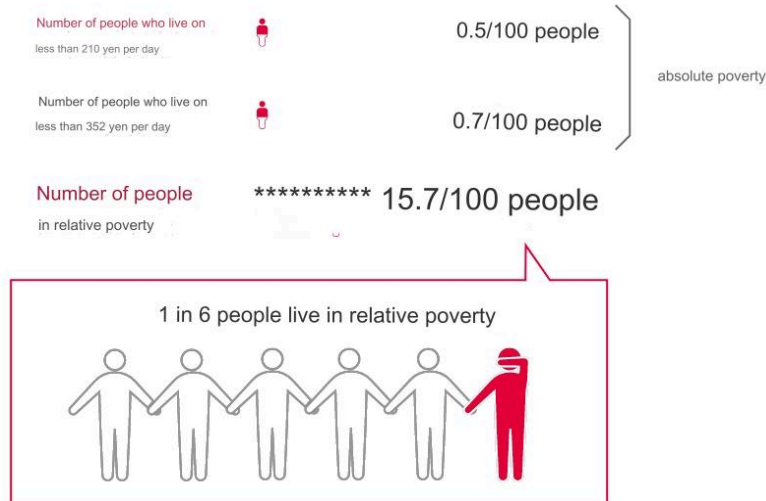 Number of people who live on
less than 210 yen per day
0.5/100 people
absolute poverty
Number of people who live on
less than 352 yen per day
0.7/100 people
Number of people
in relative poverty
********** 15.7/100 people
1 in 6 people live in relative poverty